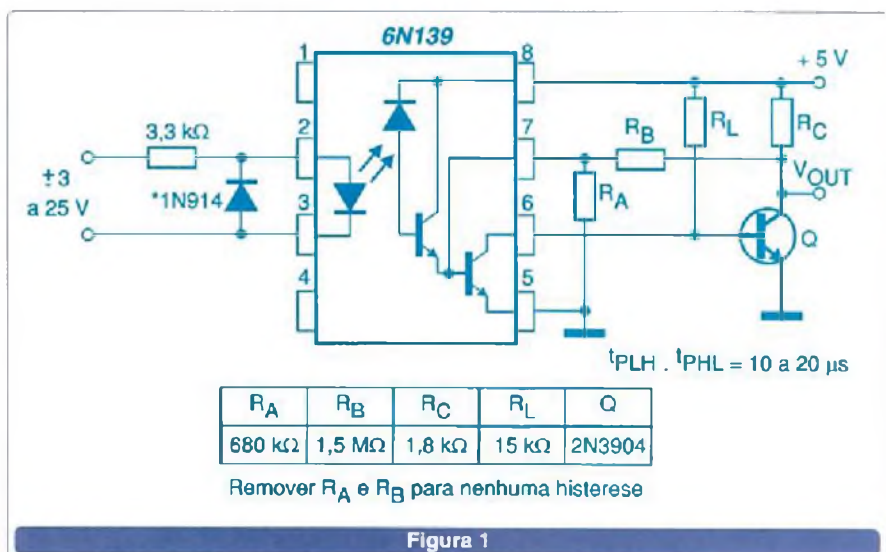 6N139
1
8
+ 5 V
3,3 kΩ
2
7
R_B
R_L
R_C
±3
a 25 V
*1N914
V_OUT
3
6
R_A
Q
4
5
t_PLH . t_PHL = 10 a 20 µs
R_A R_B R_C R_L Q
680 kΩ 1,5 MΩ 1,8 kΩ 15 kΩ 2N3904
Remover R_A e R_B para nenhuma histerese
Figura 1